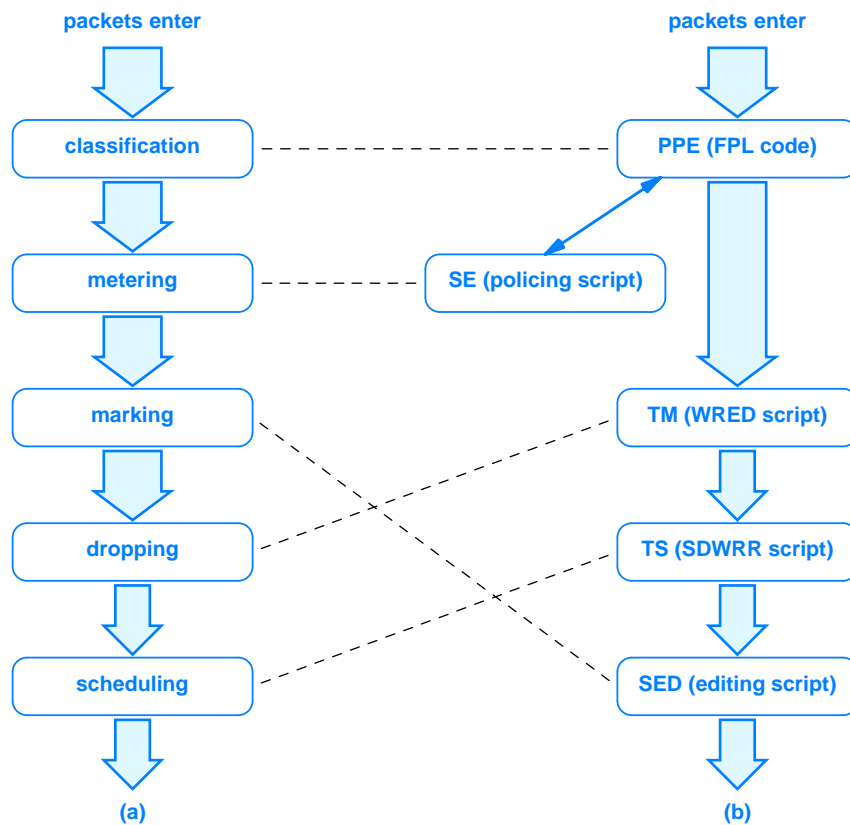 packets enter
packets enter
classification
PPE (FPL code)
metering
SE (policing script)
marking
TM (WRED script)
dropping
TS (SDWRR script)
scheduling
SED (editing script)
(a)
(b)